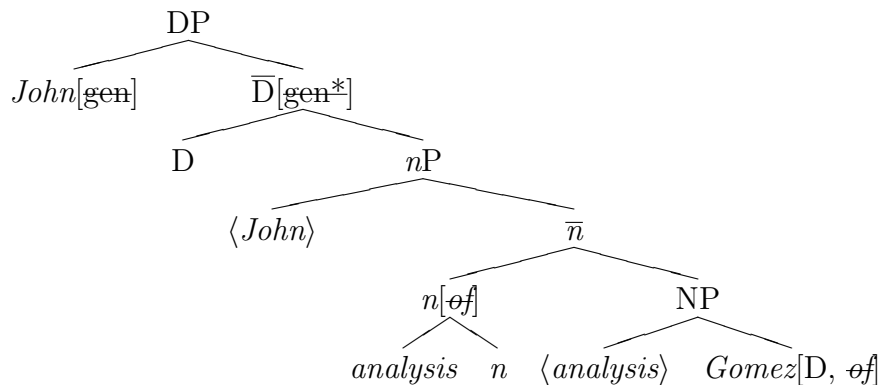 DP
John[gen] D̅[gen*]
D nP
⟨John⟩ n̅
n[of] NP
analysis n ⟨analysis⟩ Gomez[D, of]